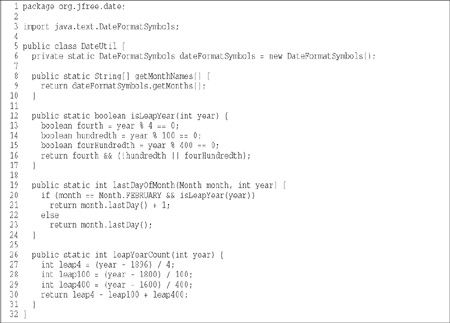 1 package org.jfree.date;
2
3 import java.text.DateFormatSymbols;
4
5 public class DateUtil {
6 private static DateFormatSymbols dateFormatSymbols = new DateFormatSymbols();
7
8 public static String[] getMonthNames() {
9 return dateFormatSymbols.getMonths();
10 }
11
12 public static boolean isLeapYear(int year) {
13 boolean fourth = year % 4 == 0;
14 boolean hundredth = year % 100 == 0;
15 boolean fourHundredth = year % 400 == 0;
16 return fourth && (!hundredth || fourHundredth);
17 }
18
19 public static int lastDayOfMonth(Month month, int year) {
20 if (month == Month.FEBRUARY && isLeapYear(year))
21 return month.lastDay() + 1;
22 else
23 return month.lastDay();
24 }
25
26 public static int leapYearCount(int year) {
27 int leap4 = (year - 1896) / 4;
28 int leap100 = (year - 1800) / 100;
29 int leap400 = (year - 1600) / 400;
30 return leap4 - leap100 + leap400;
31 }
32 }